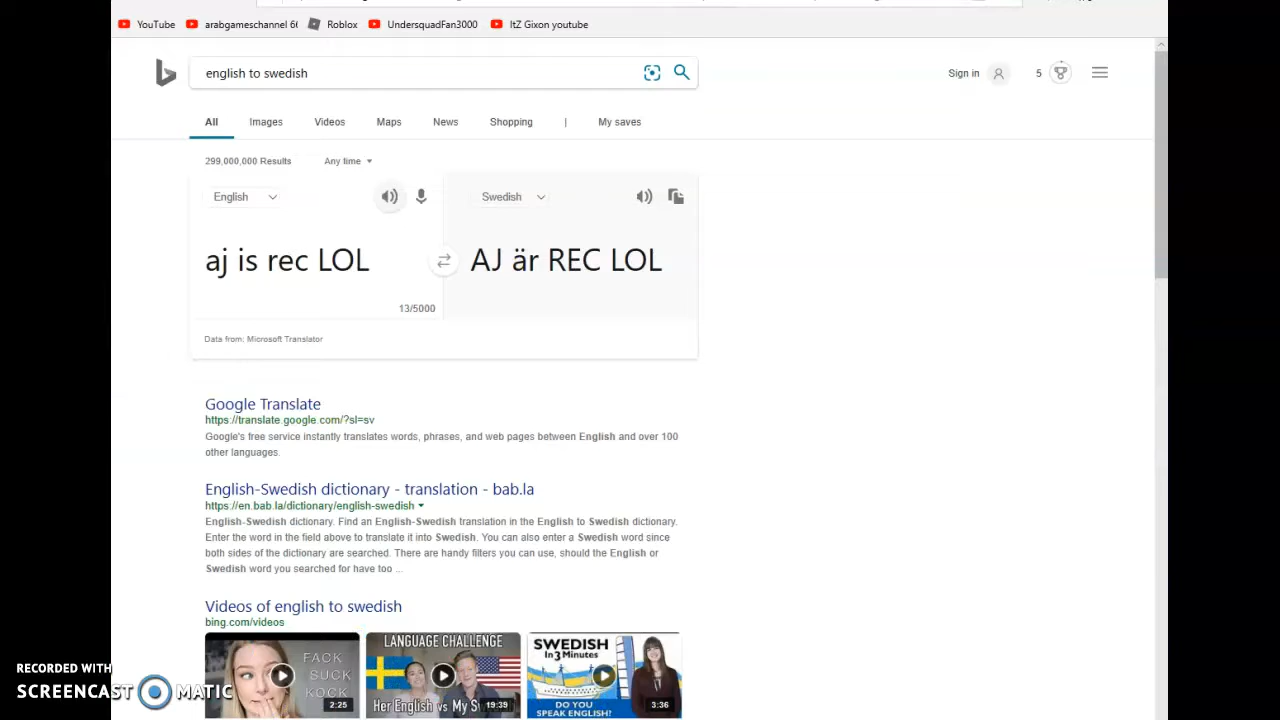 YouTube arabgameschannel 6 Roblox UndersquadFan3000 ItZ Gixon youtube
english to swedish
Sign in 5
All Images Videos Maps News Shopping | My saves
299,000,000 Results Any time
English Swedish
aj is rec LOL AJ är REC LOL
13/5000
Data from: Microsoft Translator
Google Translate
https://translate.google.com/?sl=sv
Google's free service instantly translates words, phrases, and web pages between English and over 100
other languages.
English-Swedish dictionary - translation - bab.la
https://en.bab.la/dictionary/english-swedish
English-Swedish dictionary. Find an English-Swedish translation in the English to Swedish dictionary.
Enter the word in the field above to translate it into Swedish. You can also enter a Swedish word since
both sides of the dictionary are searched. There are handy filters you can use, should the English or
Swedish word you searched for have too ...
Videos of english to swedish
bing.com/videos
FACK
SUCK
KOCK
2:25
LANGUAGE CHALLENGE
Her English vs My
19:39
SWEDISH
In 3 Minutes
DO YOU
SPEAK ENGLISH?
3:36
RECORDED WITH
SCREENCAST MATIC